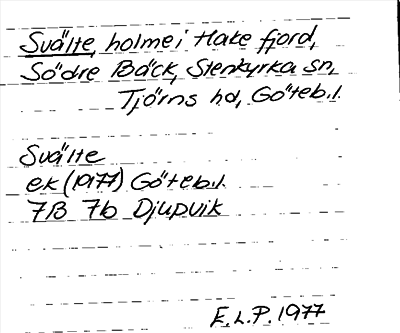 Svälte, holme i Hake fjord,
Södre Bäck, Stenkyrka sn,
Tjörns hd, Göteb.l.
Svälte
ek (1977) Göteb.l.
7B 7b Djupvik
E.L.P. 1977